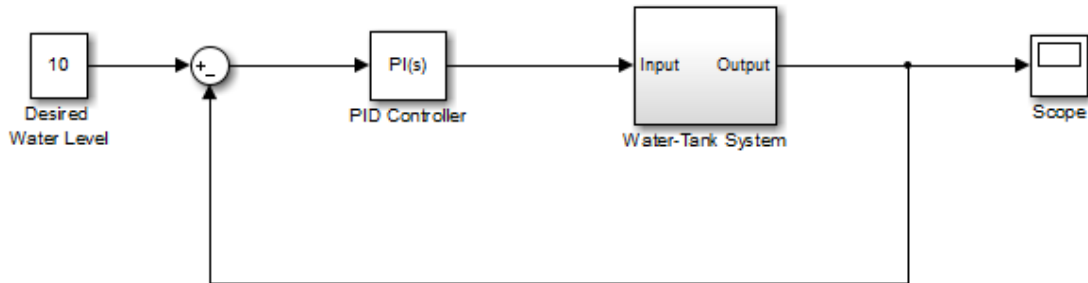 10
Desired
Water Level
+
-
PI(s)
PID Controller
Input Output
Water-Tank System
Scope